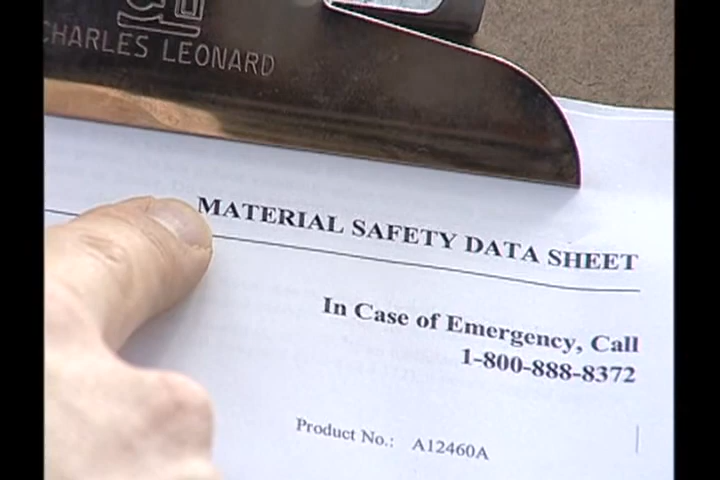 CHARLES LEONARD
MATERIAL SAFETY DATA SHEET
In Case of Emergency, Call
1-800-888-8372
Product No.: A12460A